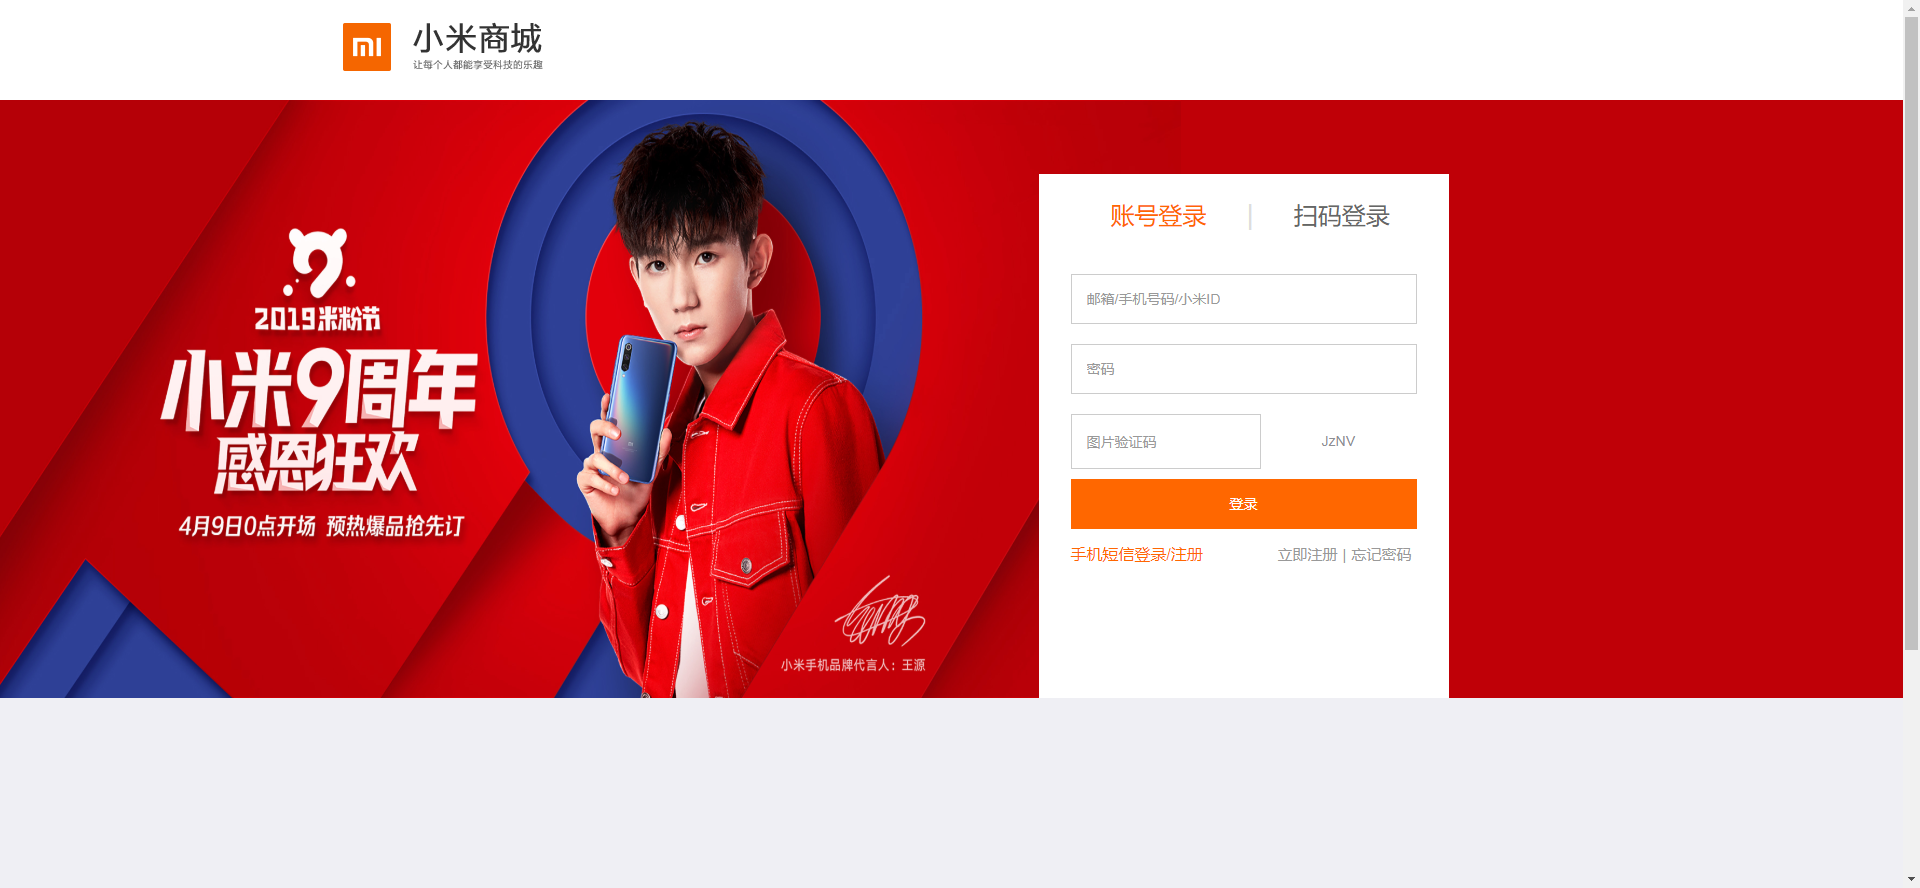 小米商城
让每个人都能享受科技的乐趣
2019米粉节
小米9周年
感恩狂欢
4月9日0点开场 预热爆品抢先订
小米手机品牌代言人：王源
账号登录 | 扫码登录
邮箱/手机号码/小米ID
密码
图片验证码 JzNV
登录
手机短信登录/注册 立即注册 | 忘记密码